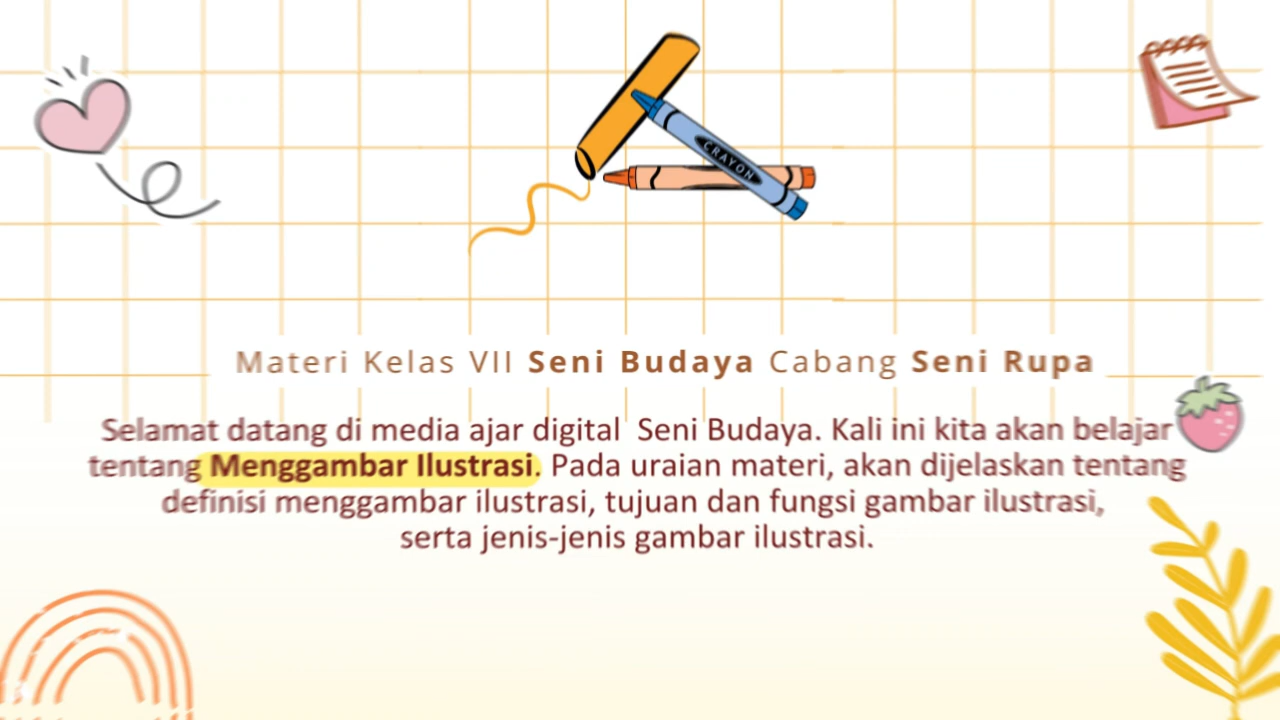 CRAYON
Materi Kelas VII Seni Budaya Cabang Seni Rupa
Selamat datang di media ajar digital Seni Budaya. Kali ini kita akan belajar
tentang Menggambar Ilustrasi. Pada uraian materi, akan dijelaskan tentang
definisi menggambar ilustrasi, tujuan dan fungsi gambar ilustrasi,
serta jenis-jenis gambar ilustrasi.